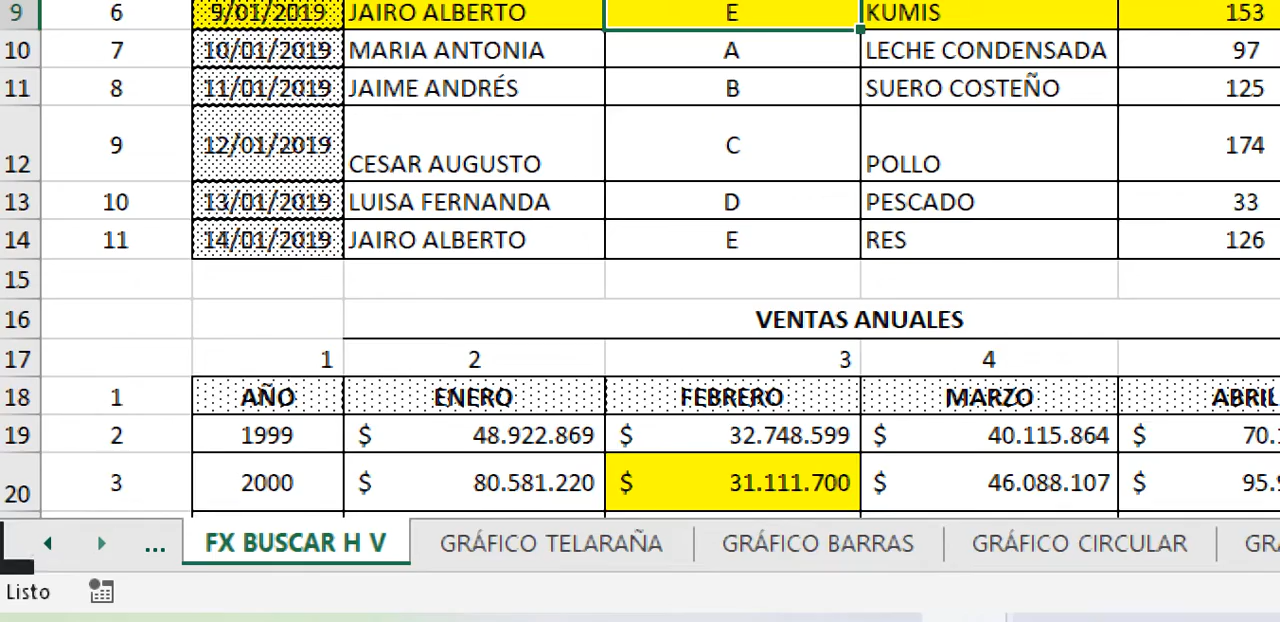 9 6 9/01/2019 JAIRO ALBERTO E KUMIS 153
10 7 10/01/2019 MARIA ANTONIA A LECHE CONDENSADA 97
11 8 11/01/2019 JAIME ANDRÉS B SUERO COSTEÑO 125
12 9 12/01/2019 CESAR AUGUSTO C POLLO 174
13 10 13/01/2019 LUISA FERNANDA D PESCADO 33
14 11 14/01/2019 JAIRO ALBERTO E RES 126
15
16 VENTAS ANUALES
17 1 2 3 4
18 1 AÑO ENERO FEBRERO MARZO ABRIL
19 2 1999 $ 48.922.869 $ 32.748.599 $ 40.115.864 $ 70.1
20 3 2000 $ 80.581.220 $ 31.111.700 $ 46.088.107 $ 95.9
... FX BUSCAR H V GRÁFICO TELARAÑA GRÁFICO BARRAS GRÁFICO CIRCULAR GR
Listo